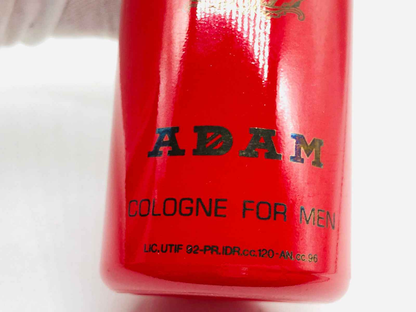 ADAM
COLOGNE FOR MEN
LIC.UTIF 92-PR.IDR.cc.120-AN.cc.96